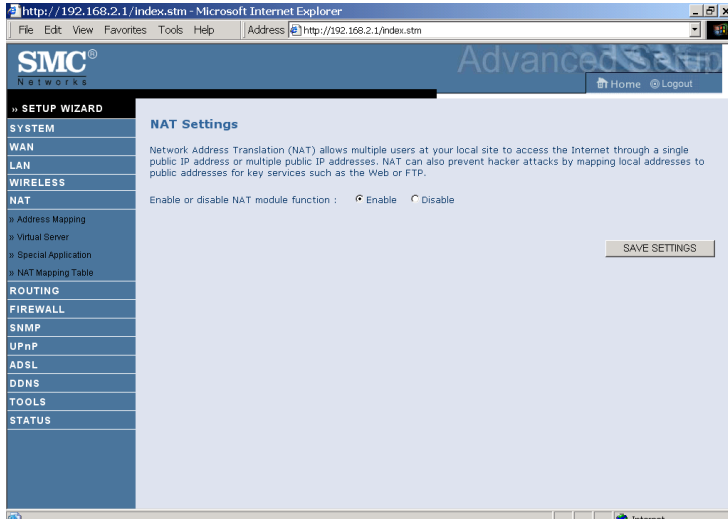 http://192.168.2.1/index.stm - Microsoft Internet Explorer
File Edit View Favorites Tools Help Address http://192.168.2.1/index.stm
SMC®
Networks
Advanced Setup
Home Logout
» SETUP WIZARD
SYSTEM
WAN
LAN
WIRELESS
NAT
» Address Mapping
» Virtual Server
» Special Application
» NAT Mapping Table
ROUTING
FIREWALL
SNMP
UPnP
ADSL
DDNS
TOOLS
STATUS
NAT Settings
Network Address Translation (NAT) allows multiple users at your local site to access the Internet through a single
public IP address or multiple public IP addresses. NAT can also prevent hacker attacks by mapping local addresses to
public addresses for key services such as the Web or FTP.
Enable or disable NAT module function : Enable Disable
SAVE SETTINGS
Internet